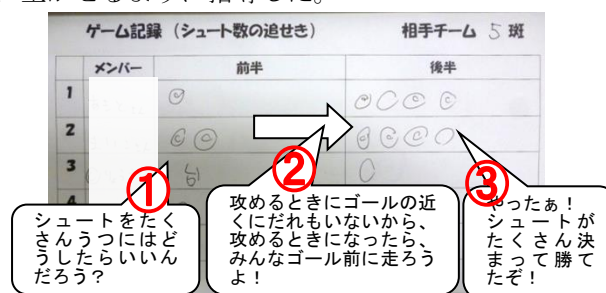 ゲーム記録（シュート数の追せき） 相手チーム 5 班
メンバー 前半 後半
1
2
3
①
②
③
シュートをたく
さんうつにはど
うしたらいいん
だろう？
攻めるときにゴールの近
くにだれもいないから、
攻めるときになったら、
みんなゴール前に走ろう
よ！
やったぁ！
シュートが
たくさん決
まって勝て
たぞ！